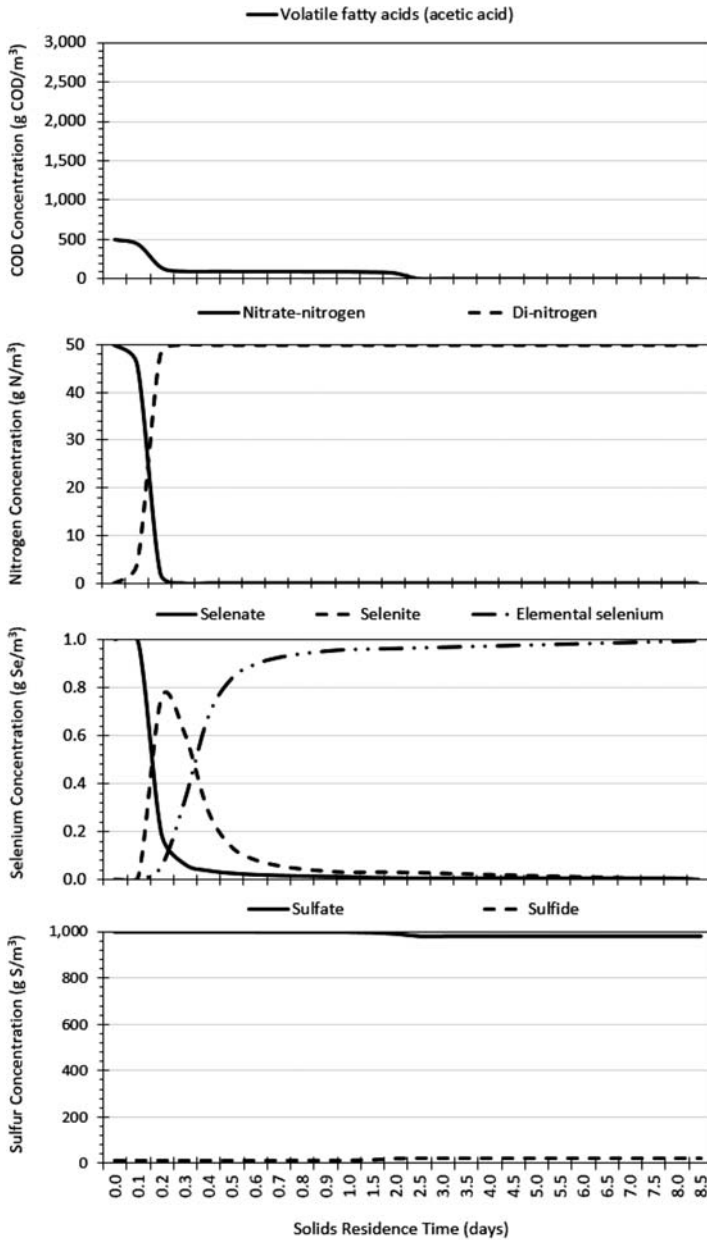 Volatile fatty acids (acetic acid)
COD Concentration (g COD/m³)
3,000
2,500
2,000
1,500
1,000
500
0
Nitrate-nitrogen Di-nitrogen
Nitrogen Concentration (g N/m³)
50
40
30
20
10
0
Selenate Selenite Elemental selenium
Selenium Concentration (g Se/m³)
1.0
0.8
0.6
0.4
0.2
0.0
Sulfate Sulfide
Sulfur Concentration (g S/m³)
1,000
800
600
400
200
0
0.0 0.1 0.2 0.3 0.4 0.5 0.6 0.8 0.9 1.0 1.5 2.0 2.5 3.0 3.5 4.0 4.5 5.0 5.5 6.0 6.5 7.0 7.5 8.0 8.5
Solids Residence Time (days)